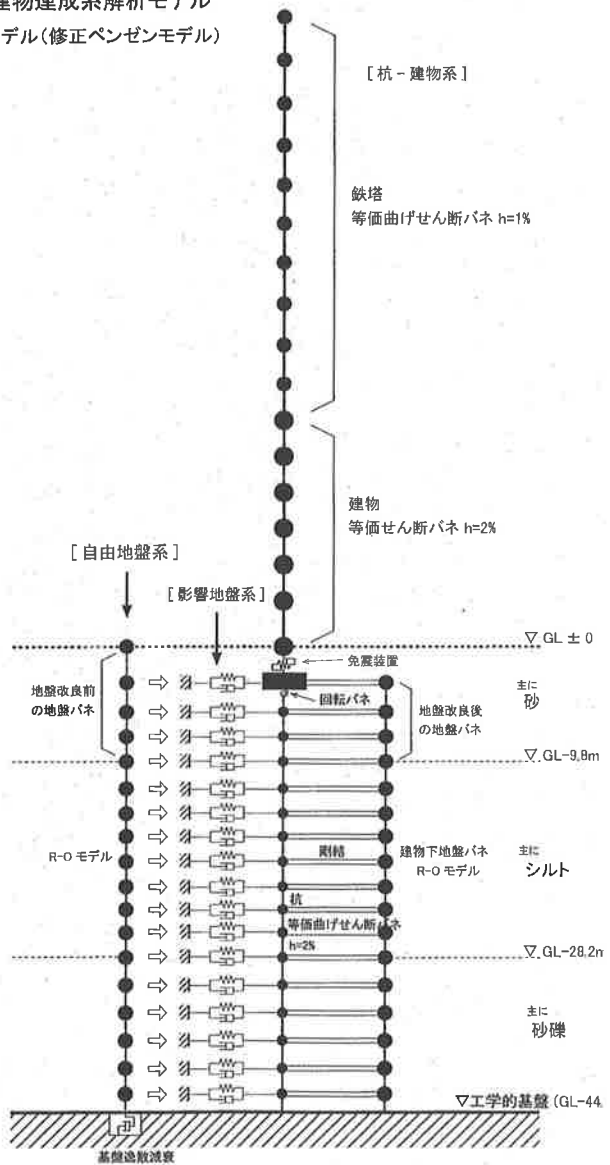 建物連成系解析モデル
デル(修正ペンゼンモデル)
[杭-建物系]
鉄塔
等価曲げせん断バネ h=1%
建物
等価せん断バネ h=2%
[自由地盤系]
[影響地盤系]
▽ GL±0
免震装置
地盤改良前
の地盤バネ
回転バネ
地盤改良後
の地盤バネ
主に
砂
▽ GL-9.8m
R-O モデル
剛結
建物下地盤バネ
R-O モデル
主に
シルト
杭
等価曲げせん断バネ
h=2%
▽ GL-28.2m
主に
砂礫
▽工学的基盤 (GL-44.
基盤逸散減衰